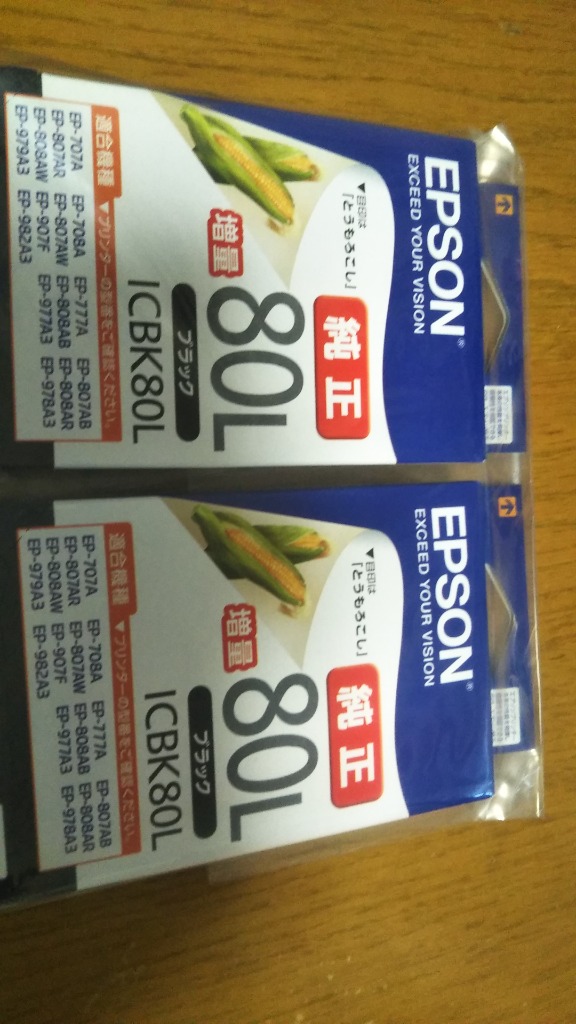 EPSON®
EXCEED YOUR VISION
▼目印は
「とうもろこし」
純正
増量
80L
ブラック
ICBK80L
適合機種
▼プリンターの型番をご確認ください。
EP-707A EP-708A EP-777A EP-807AB
EP-807AR EP-807AW EP-808AB EP-808AR
EP-808AW EP-907F EP-977A3 EP-978A3
EP-979A3 EP-982A3
EPSON®
EXCEED YOUR VISION
▼目印は
「とうもろこし」
純正
増量
80L
ブラック
ICBK80L
適合機種
▼プリンターの型番をご確認ください。
EP-707A EP-708A EP-777A EP-807AB
EP-807AR EP-807AW EP-808AB EP-808AR
EP-808AW EP-907F EP-977A3 EP-978A3
EP-979A3 EP-982A3